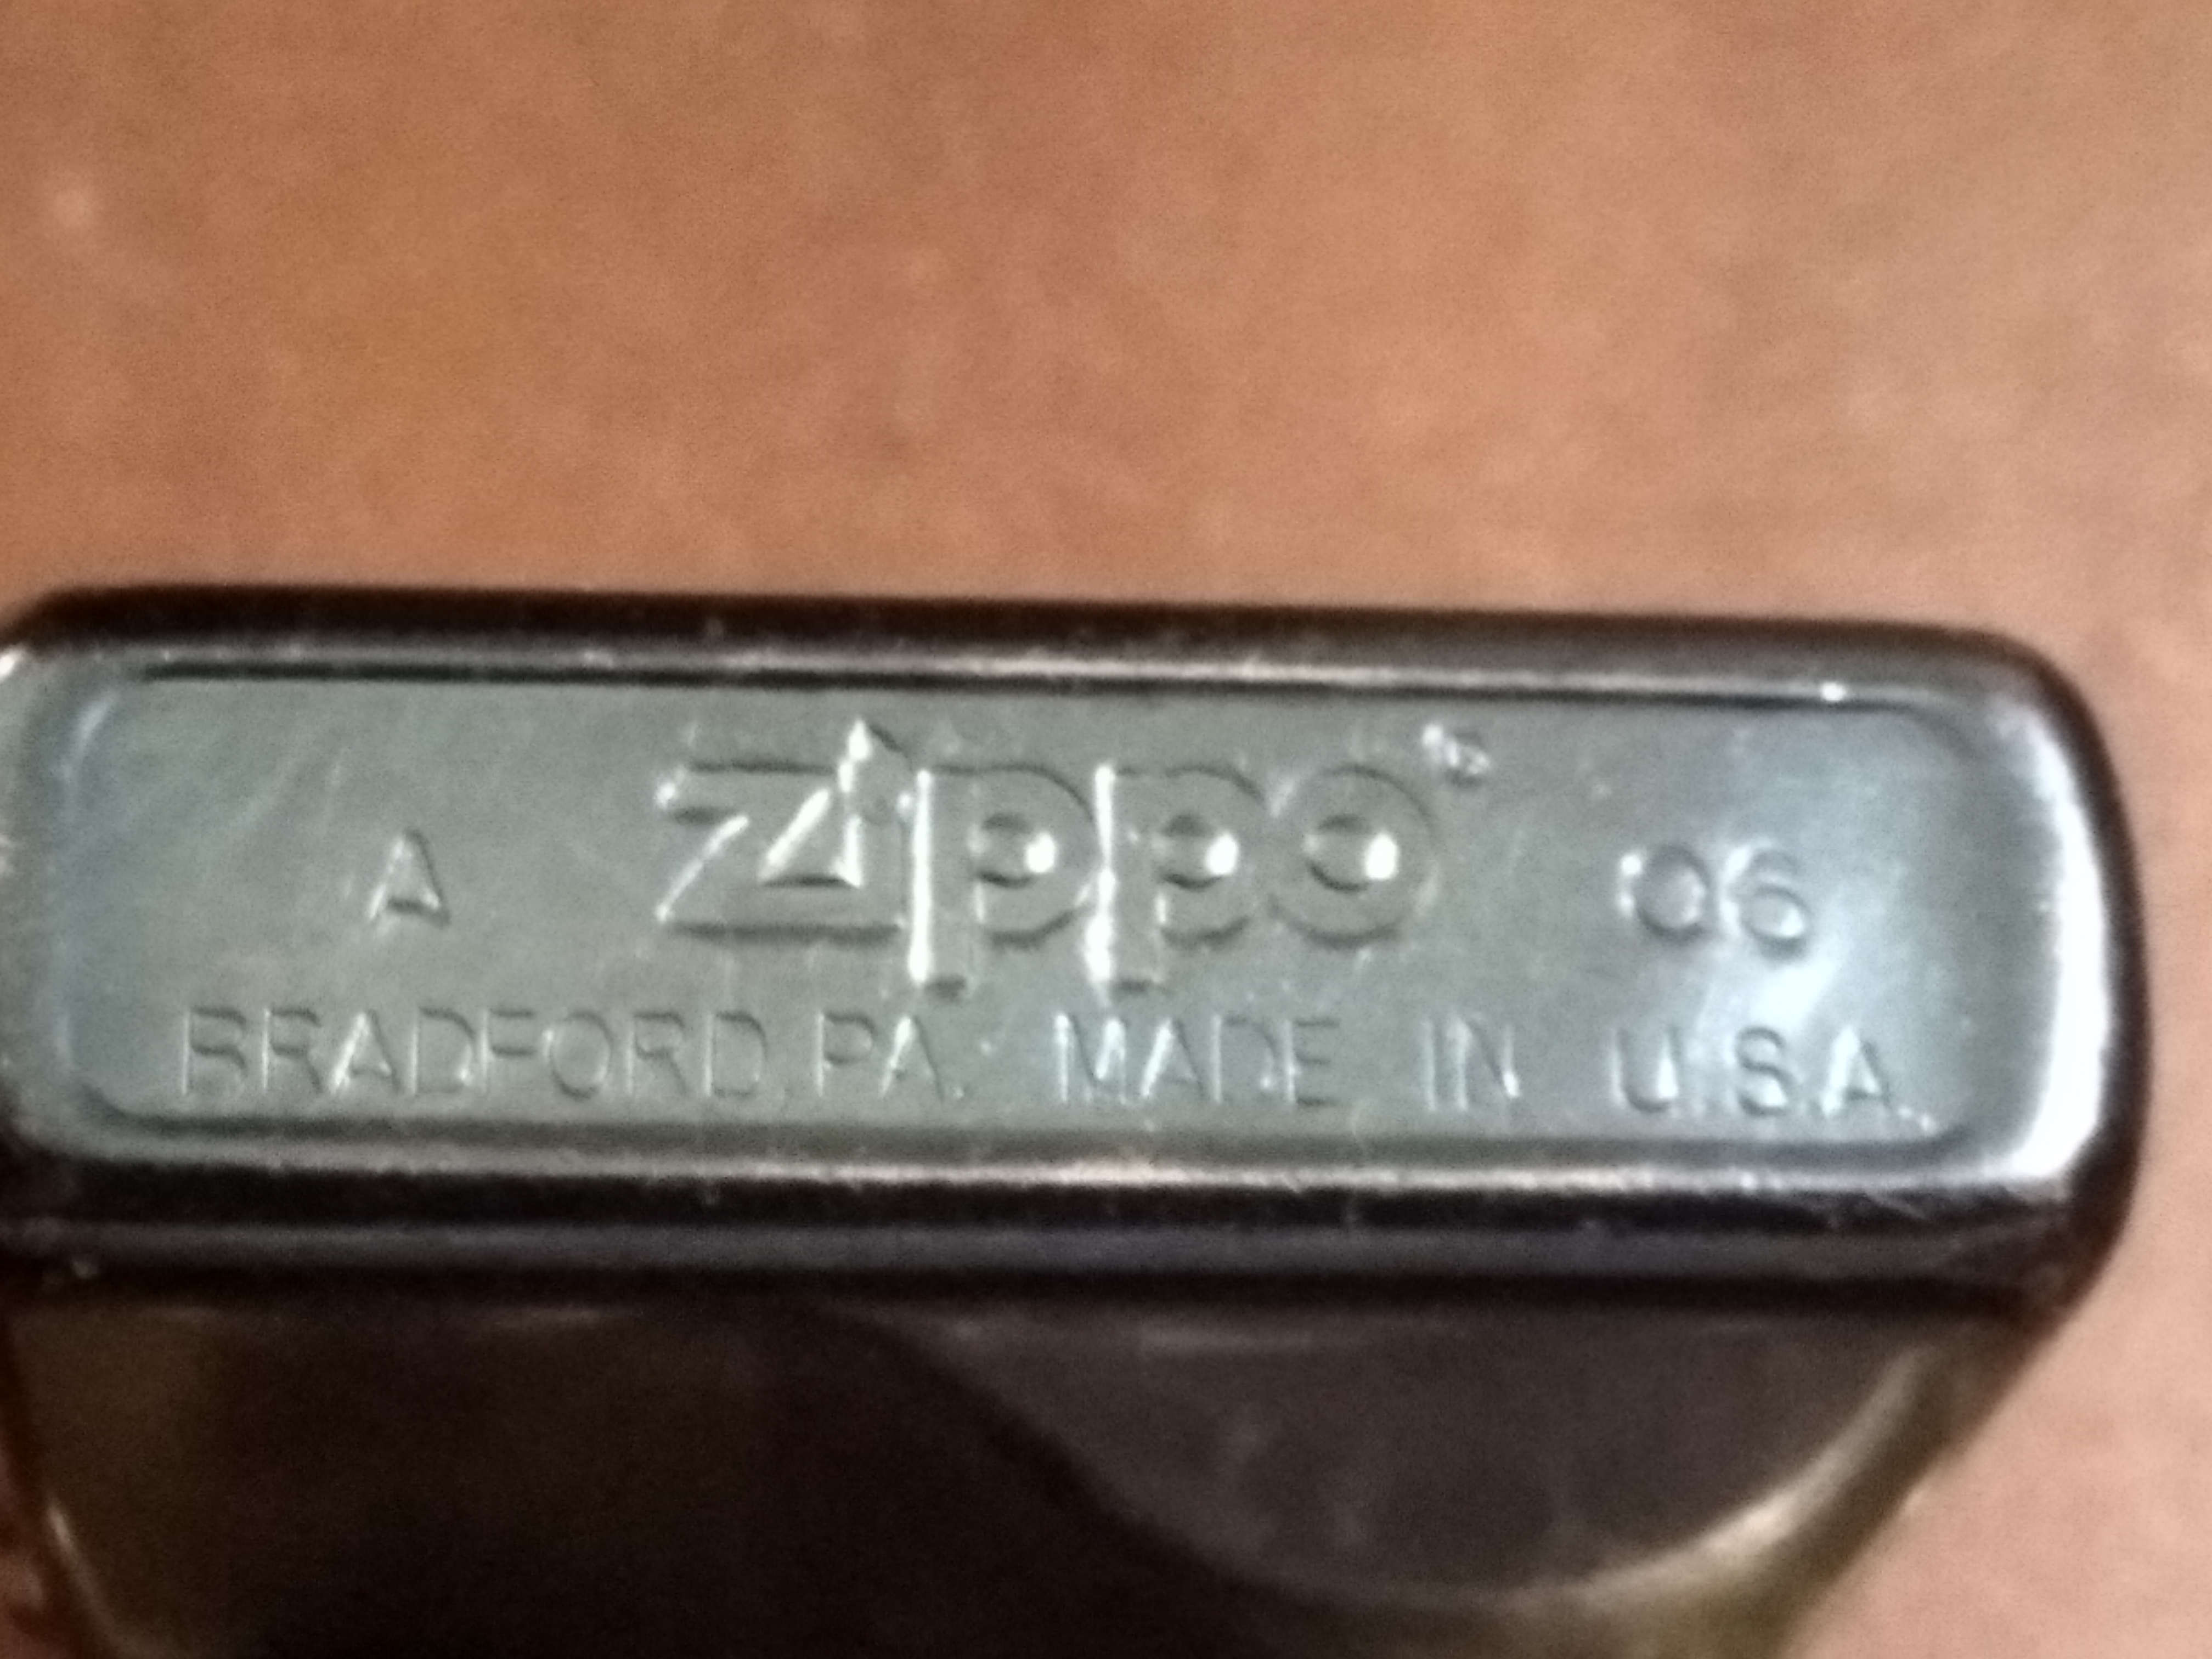 A Zippo ® 06
BRADFORD, PA. MADE IN U.S.A.